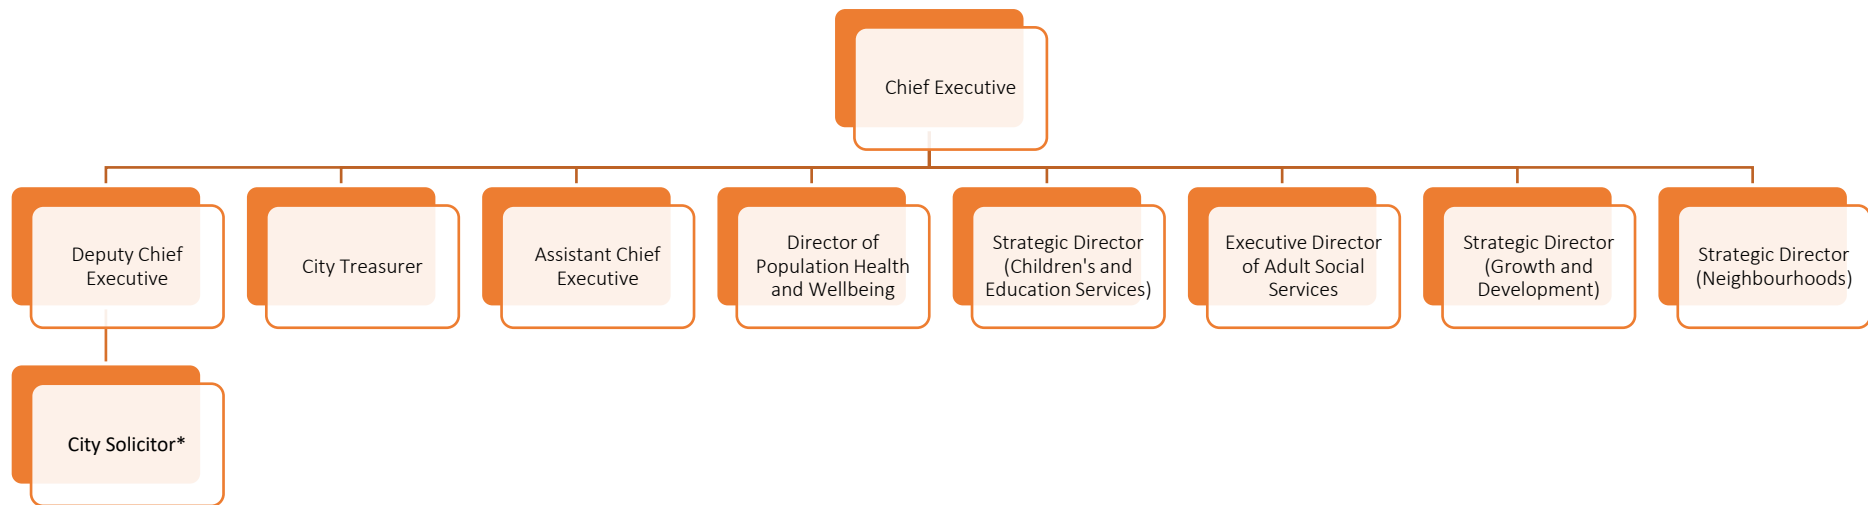 Chief Executive
Deputy Chief
Executive
City Treasurer
Assistant Chief
Executive
Director of
Population Health
and Wellbeing
Strategic Director
(Children's and
Education Services)
Executive Director
of Adult Social
Services
Strategic Director
(Growth and
Development)
Strategic Director
(Neighbourhoods)
City Solicitor*